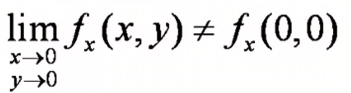 lim f_x(x, y) ≠ f_x(0,0)
x→0
y→0